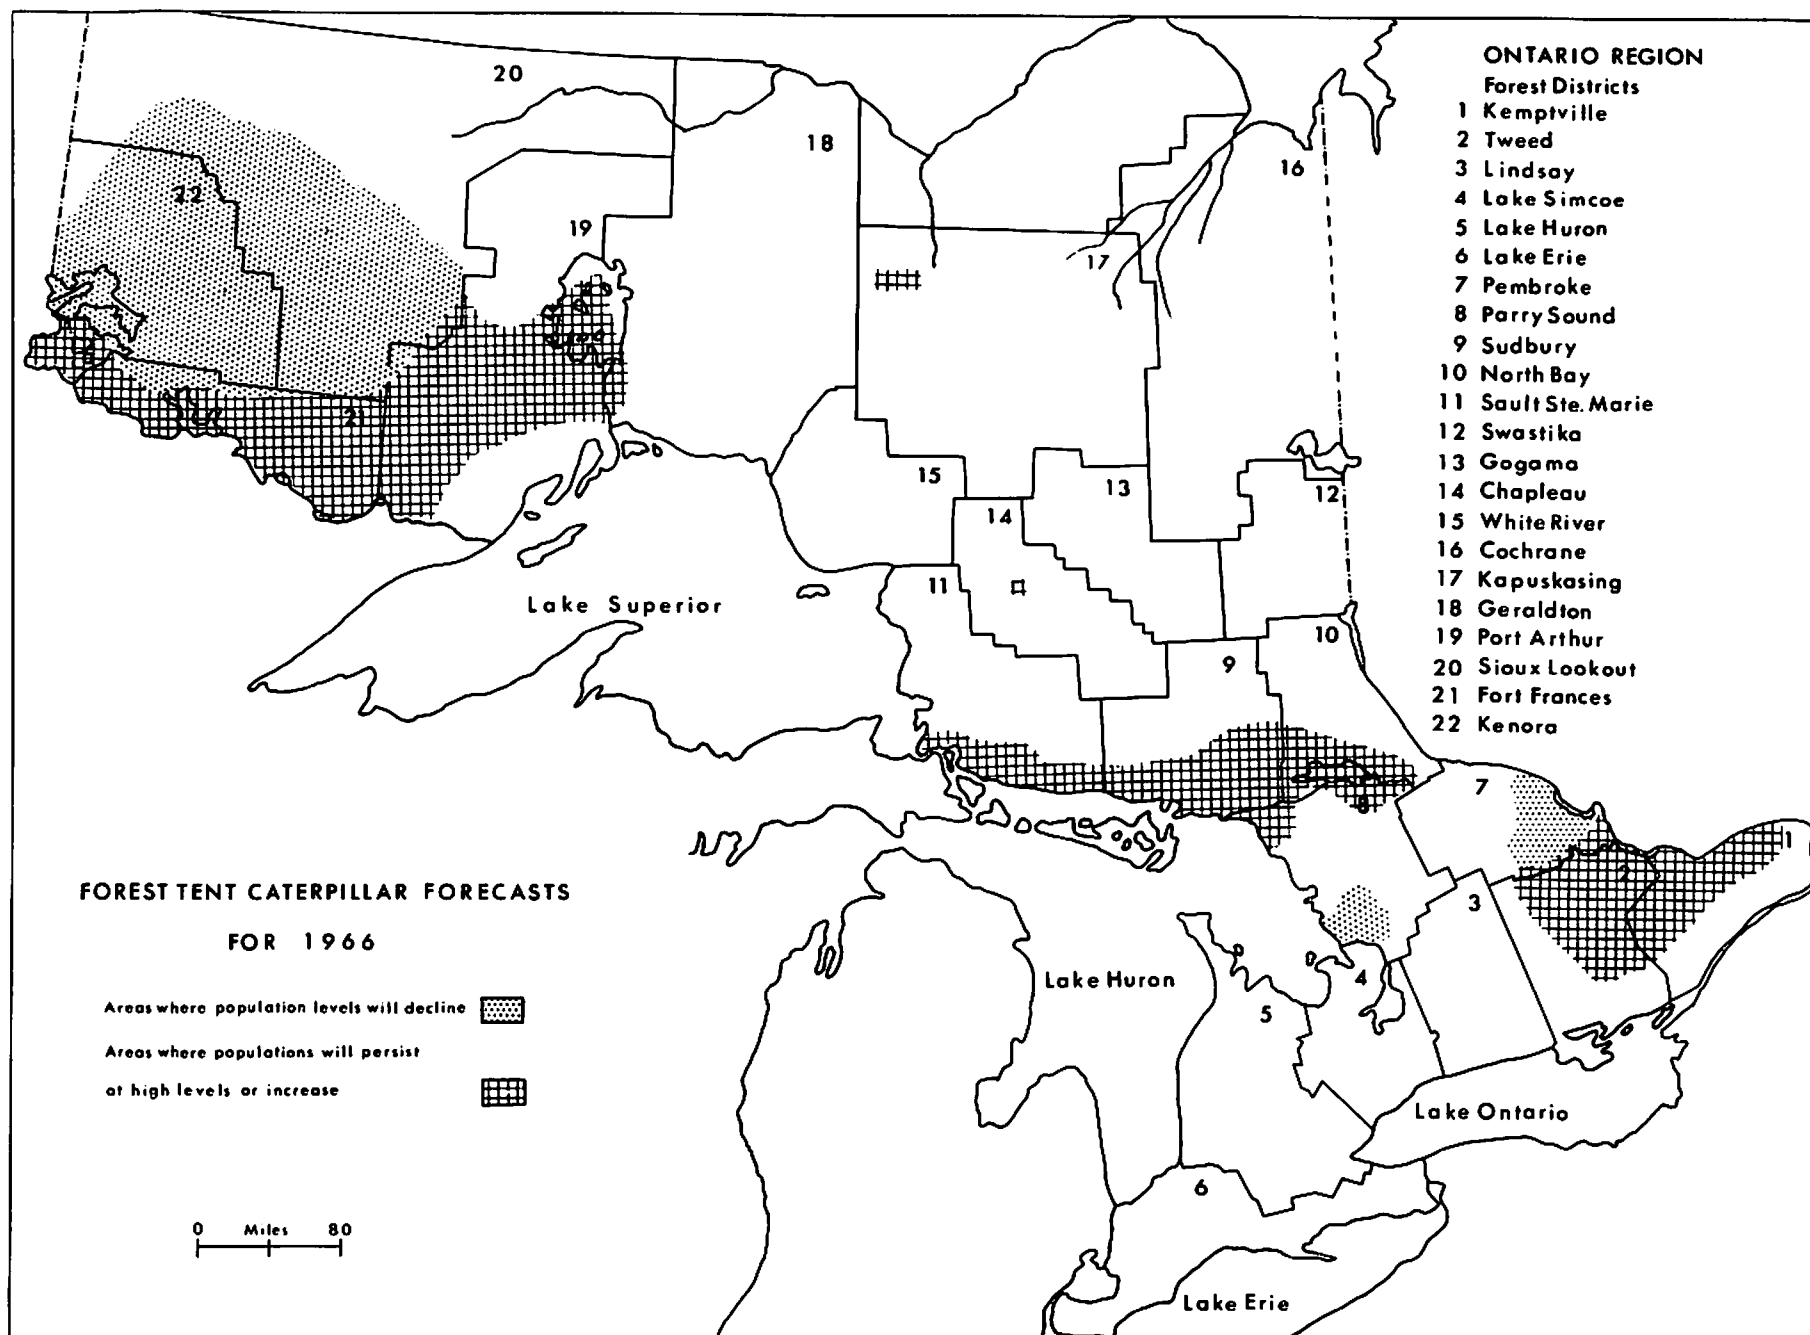 ONTARIO REGION
Forest Districts
1 Kemptville
2 Tweed
3 Lindsay
4 Lake Simcoe
5 Lake Huron
6 Lake Erie
7 Pembroke
8 Parry Sound
9 Sudbury
10 North Bay
11 Sault Ste. Marie
12 Swastika
13 Gogama
14 Chapleau
15 White River
16 Cochrane
17 Kapuskasing
18 Geraldton
19 Port Arthur
20 Sioux Lookout
21 Fort Frances
22 Kenora
20
18
16
22
19
17
21
15
13
12
14
11
Lake Superior
10
9
7
8
1
2
3
FOREST TENT CATERPILLAR FORECASTS
FOR 1966
Areas where population levels will decline
Areas where populations will persist
at high levels or increase
Lake Huron
4
5
Lake Ontario
6
0 Miles 80
Lake Erie